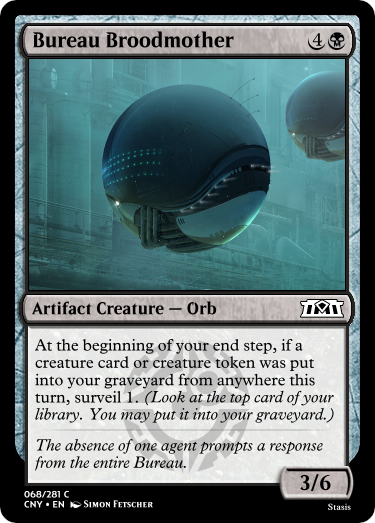 Bureau Broodmother 4
Artifact Creature — Orb
At the beginning of your end step, if a
creature card or creature token was put
into your graveyard from anywhere this
turn, surveil 1. (Look at the top card of your
library. You may put it into your graveyard.)
The absence of one agent prompts a response
from the entire Bureau.
3/6
068/281 C
CNY • EN Simon Fetscher
Stasis